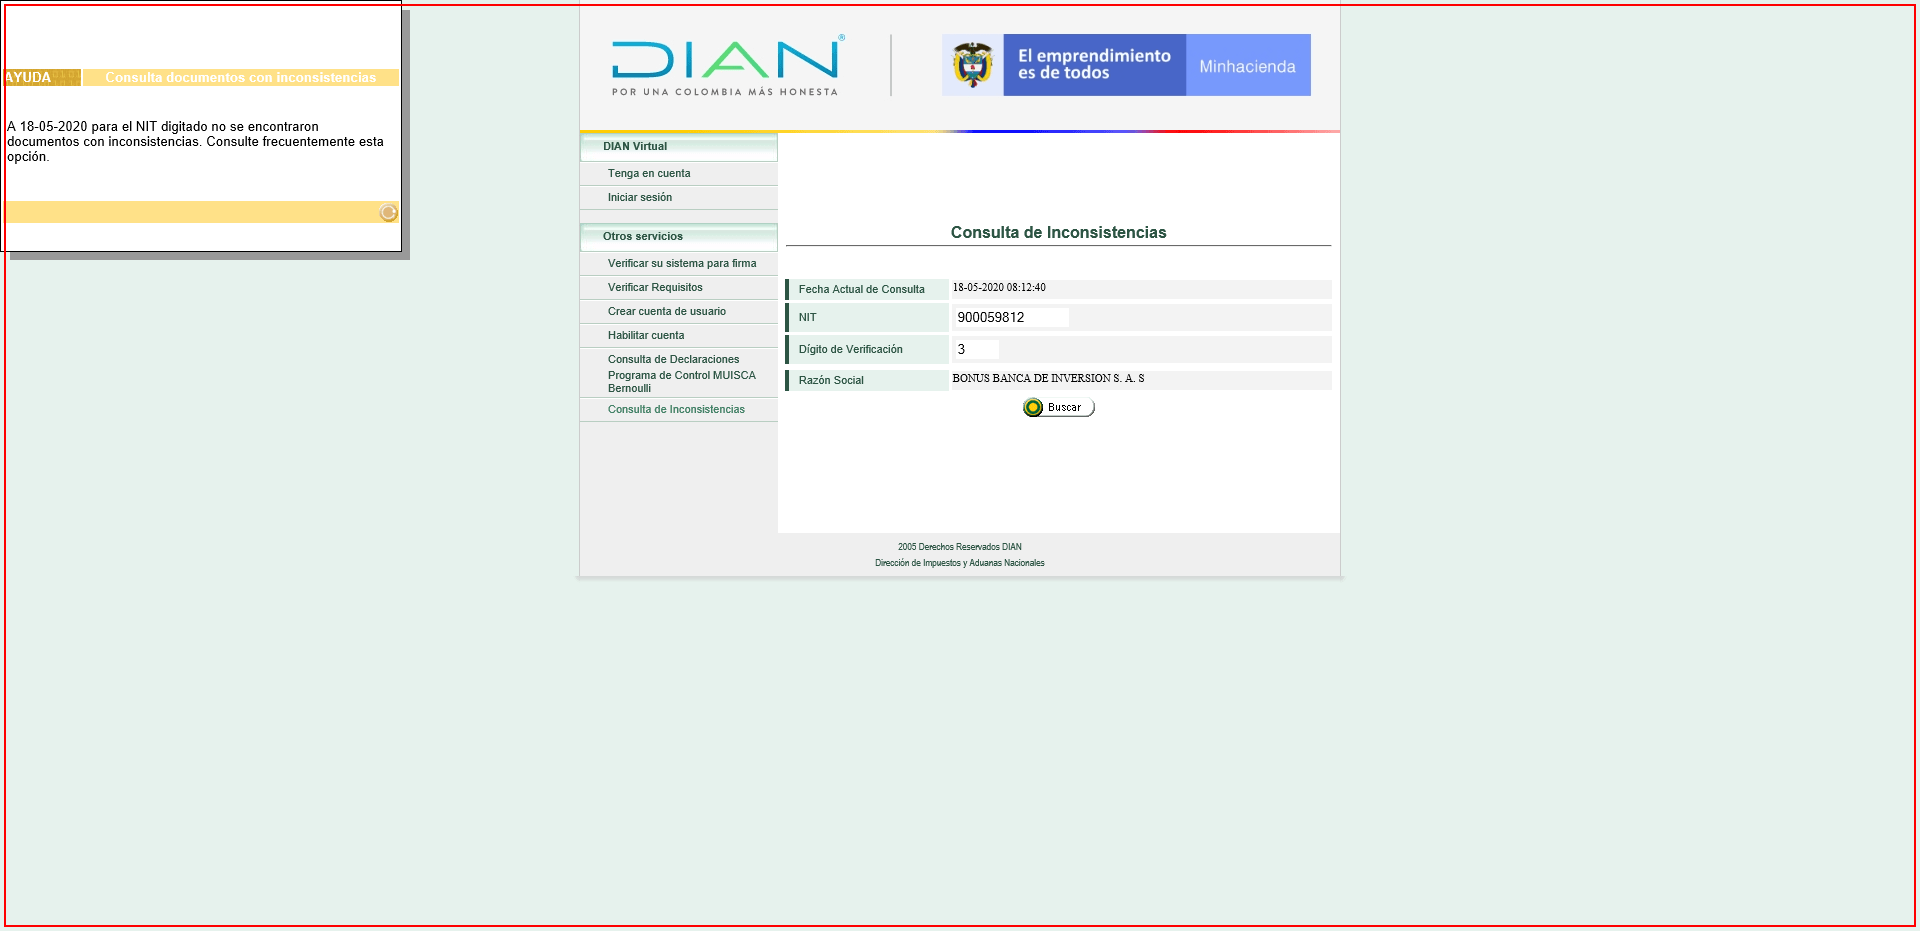 AYUDA Consulta documentos con inconsistencias
A 18-05-2020 para el NIT digitado no se encontraron
documentos con inconsistencias. Consulte frecuentemente esta
opción.
DIAN®
POR UNA COLOMBIA MÁS HONESTA
El emprendimiento
es de todos
Minhacienda
DIAN Virtual
Tenga en cuenta
Iniciar sesión
Otros servicios
Verificar su sistema para firma
Verificar Requisitos
Crear cuenta de usuario
Habilitar cuenta
Consulta de Declaraciones
Programa de Control MUISCA
Bernoulli
Consulta de Inconsistencias
Consulta de Inconsistencias
Fecha Actual de Consulta 18-05-2020 08:12:40
NIT 900059812
Dígito de Verificación 3
Razón Social BONUS BANCA DE INVERSION S. A. S
Buscar
2005 Derechos Reservados DIAN
Dirección de Impuestos y Aduanas Nacionales